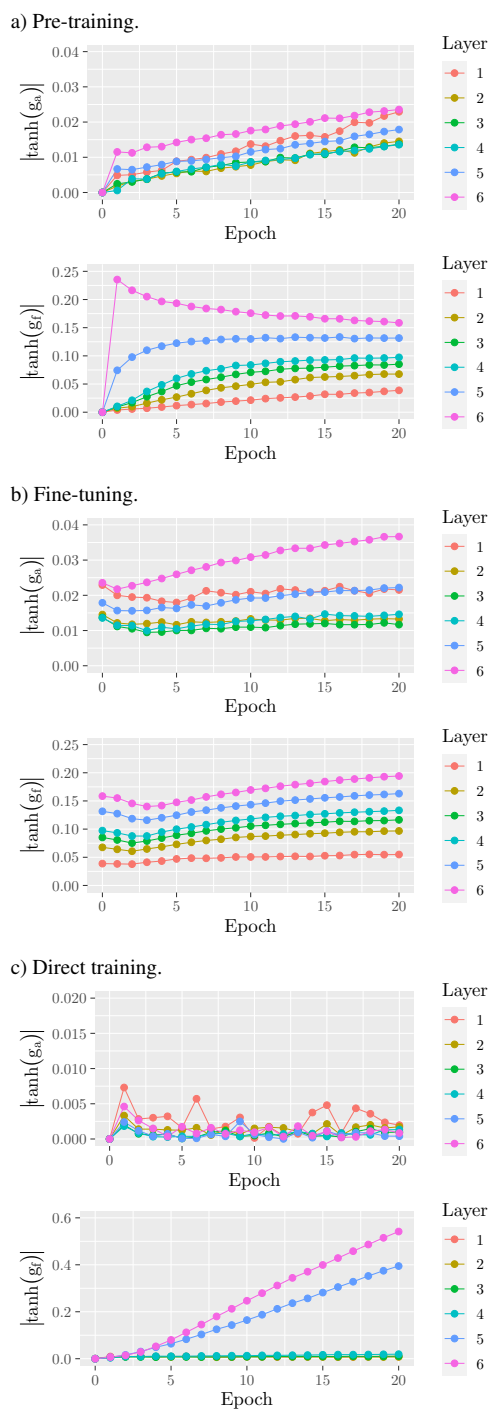 a) Pre-training.
0.04
0.03
0.02
0.01
0.00
|tanh(gₐ)|
0 5 10 15 20
Epoch
Layer
1
2
3
4
5
6
0.25
0.20
0.15
0.10
0.05
0.00
|tanh(g_f)|
0 5 10 15 20
Epoch
Layer
1
2
3
4
5
6
b) Fine-tuning.
0.04
0.03
0.02
0.01
0.00
|tanh(gₐ)|
0 5 10 15 20
Epoch
Layer
1
2
3
4
5
6
0.25
0.20
0.15
0.10
0.05
0.00
|tanh(g_f)|
0 5 10 15 20
Epoch
Layer
1
2
3
4
5
6
c) Direct training.
0.020
0.015
0.010
0.005
0.000
|tanh(gₐ)|
0 5 10 15 20
Epoch
Layer
1
2
3
4
5
6
0.6
0.4
0.2
0.0
|tanh(g_f)|
0 5 10 15 20
Epoch
Layer
1
2
3
4
5
6